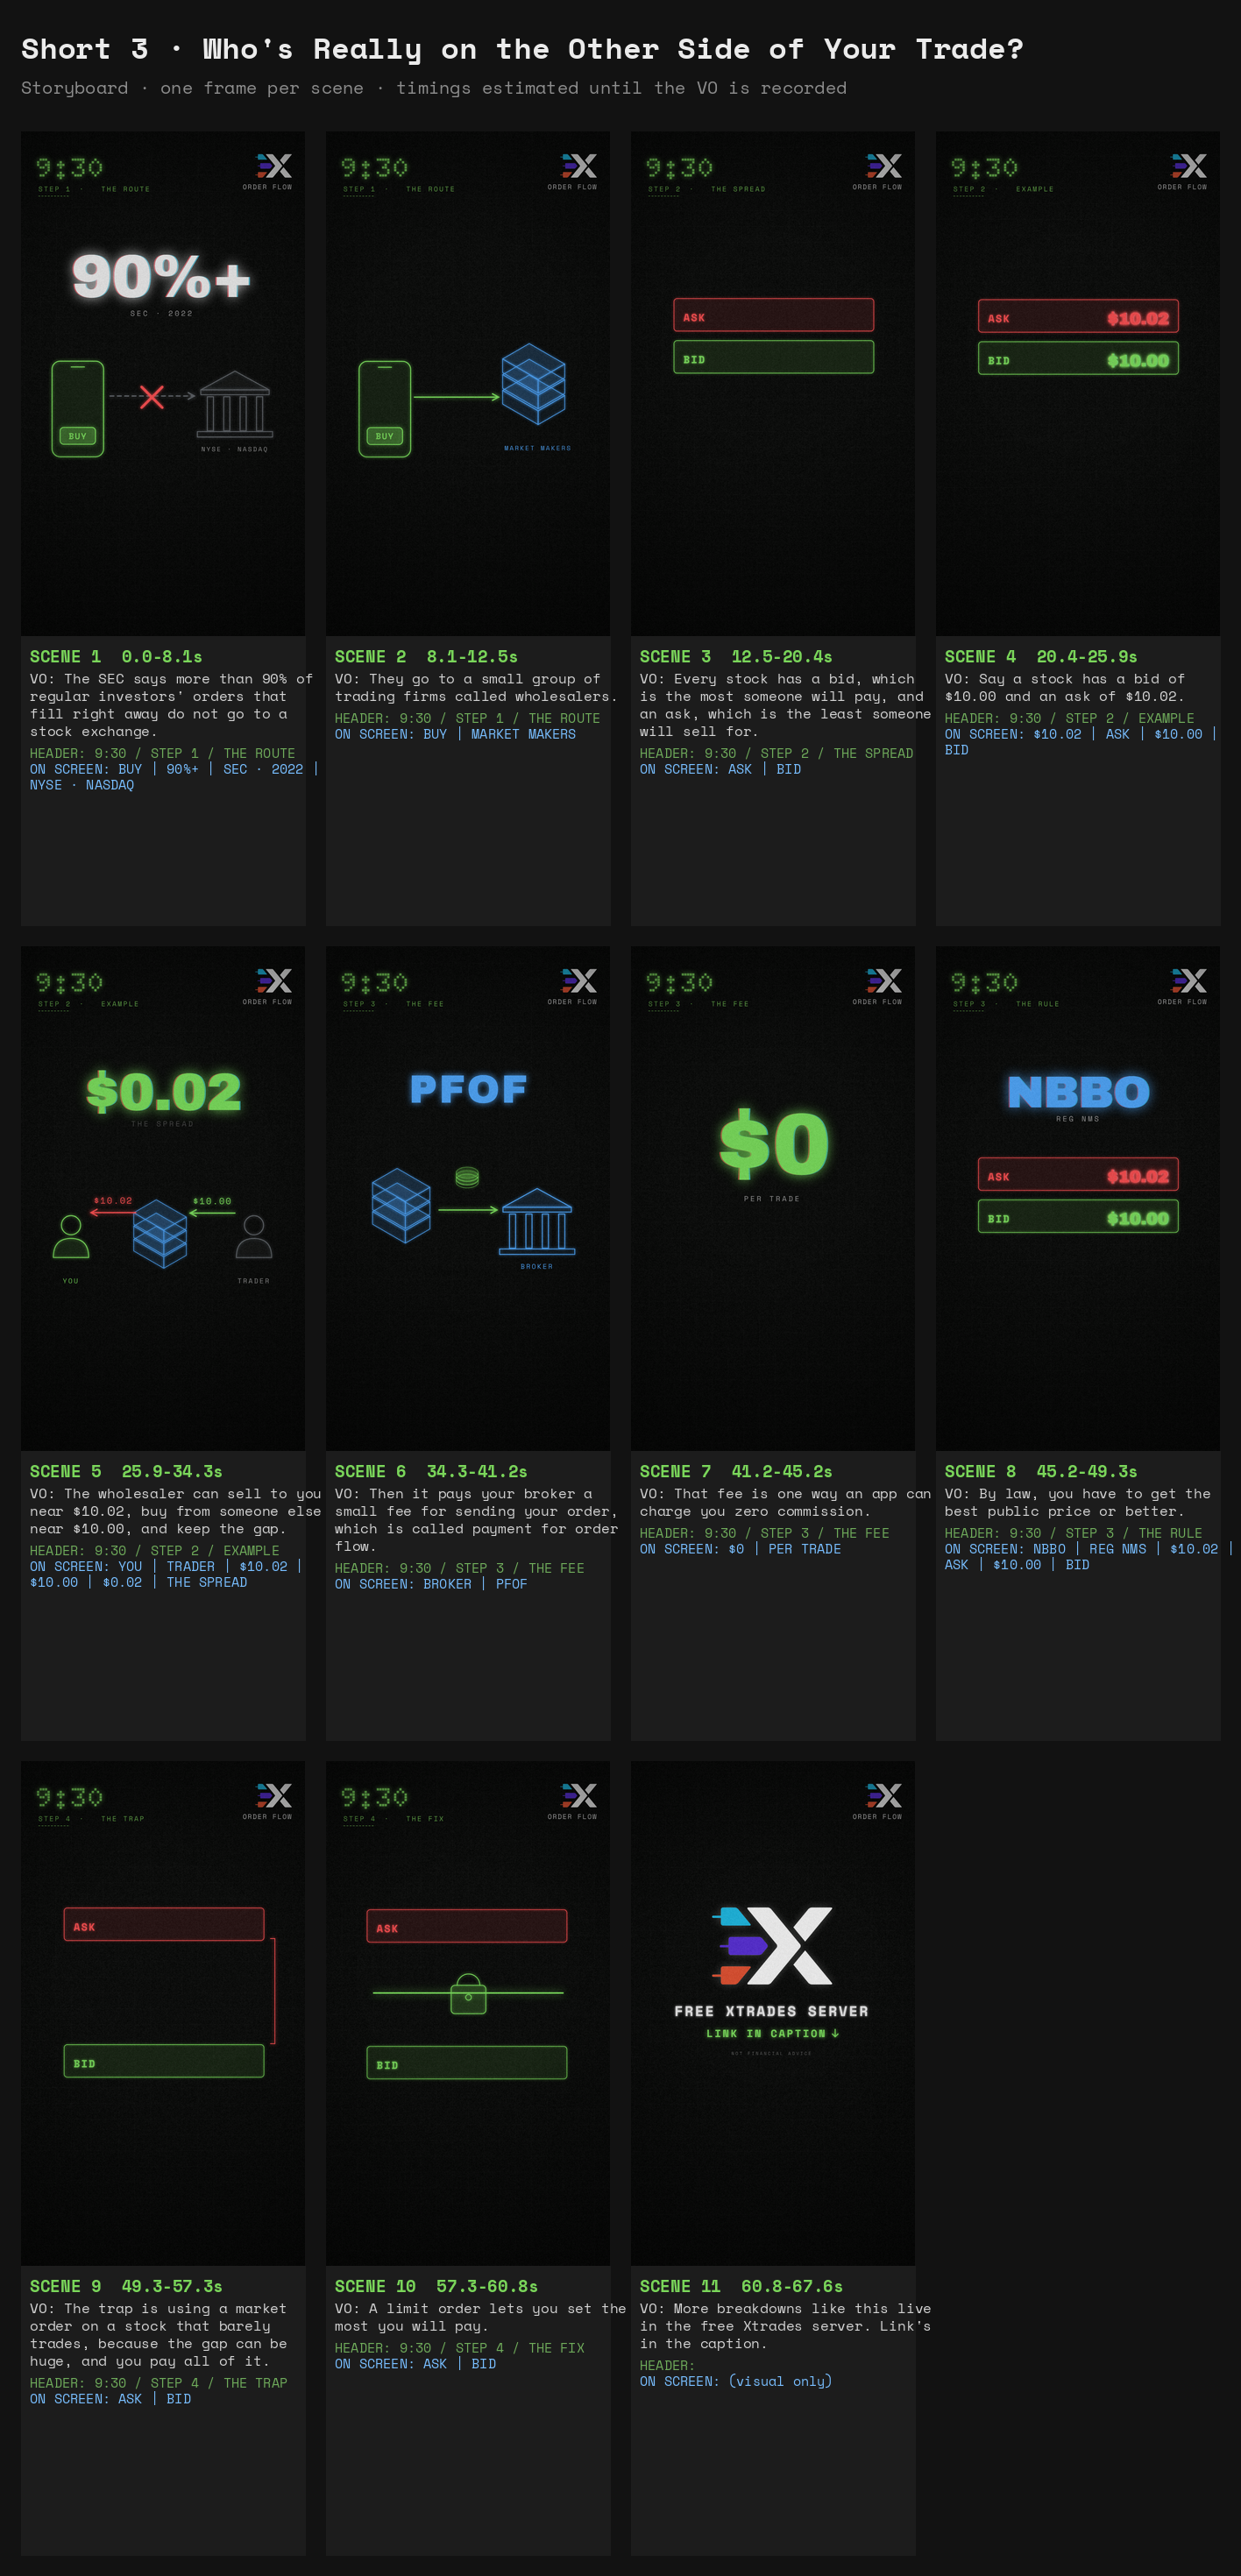 Short 3 · Who's Really on the Other Side of Your Trade?
Storyboard · one frame per scene · timings estimated until the VO is recorded
9:30
STEP 1 · THE ROUTE
ORDER FLOW
90%+
SEC · 2022
BUY
NYSE · NASDAQ
9:30
STEP 1 · THE ROUTE
ORDER FLOW
BUY
MARKET MAKERS
9:30
STEP 2 · THE SPREAD
ORDER FLOW
ASK
BID
9:30
STEP 2 · EXAMPLE
ORDER FLOW
ASK $10.02
BID $10.00
SCENE 1 0.0-8.1s
VO: The SEC says more than 90% of
regular investors' orders that
fill right away do not go to a
stock exchange.
HEADER: 9:30 / STEP 1 / THE ROUTE
ON SCREEN: BUY | 90%+ | SEC · 2022 |
NYSE · NASDAQ
SCENE 2 8.1-12.5s
VO: They go to a small group of
trading firms called wholesalers.
HEADER: 9:30 / STEP 1 / THE ROUTE
ON SCREEN: BUY | MARKET MAKERS
SCENE 3 12.5-20.4s
VO: Every stock has a bid, which
is the most someone will pay, and
an ask, which is the least someone
will sell for.
HEADER: 9:30 / STEP 2 / THE SPREAD
ON SCREEN: ASK | BID
SCENE 4 20.4-25.9s
VO: Say a stock has a bid of
$10.00 and an ask of $10.02.
HEADER: 9:30 / STEP 2 / EXAMPLE
ON SCREEN: $10.02 | ASK | $10.00 |
BID
9:30
STEP 2 · EXAMPLE
ORDER FLOW
$0.02
THE SPREAD
$10.02
$10.00
YOU
TRADER
9:30
STEP 3 · THE FEE
ORDER FLOW
PFOF
BROKER
9:30
STEP 3 · THE FEE
ORDER FLOW
$0
PER TRADE
9:30
STEP 3 · THE RULE
ORDER FLOW
NBBO
REG NMS
ASK $10.02
BID $10.00
SCENE 5 25.9-34.3s
VO: The wholesaler can sell to you
near $10.02, buy from someone else
near $10.00, and keep the gap.
HEADER: 9:30 / STEP 2 / EXAMPLE
ON SCREEN: YOU | TRADER | $10.02 |
$10.00 | $0.02 | THE SPREAD
SCENE 6 34.3-41.2s
VO: Then it pays your broker a
small fee for sending your order,
which is called payment for order
flow.
HEADER: 9:30 / STEP 3 / THE FEE
ON SCREEN: BROKER | PFOF
SCENE 7 41.2-45.2s
VO: That fee is one way an app can
charge you zero commission.
HEADER: 9:30 / STEP 3 / THE FEE
ON SCREEN: $0 | PER TRADE
SCENE 8 45.2-49.3s
VO: By law, you have to get the
best public price or better.
HEADER: 9:30 / STEP 3 / THE RULE
ON SCREEN: NBBO | REG NMS | $10.02 |
ASK | $10.00 | BID
9:30
STEP 4 · THE TRAP
ORDER FLOW
ASK
BID
9:30
STEP 4 · THE FIX
ORDER FLOW
ASK
BID
ORDER FLOW
FREE XTRADES SERVER
LINK IN CAPTION ↓
NOT FINANCIAL ADVICE
SCENE 9 49.3-57.3s
VO: The trap is using a market
order on a stock that barely
trades, because the gap can be
huge, and you pay all of it.
HEADER: 9:30 / STEP 4 / THE TRAP
ON SCREEN: ASK | BID
SCENE 10 57.3-60.8s
VO: A limit order lets you set the
most you will pay.
HEADER: 9:30 / STEP 4 / THE FIX
ON SCREEN: ASK | BID
SCENE 11 60.8-67.6s
VO: More breakdowns like this live
in the free Xtrades server. Link's
in the caption.
HEADER:
ON SCREEN: (visual only)